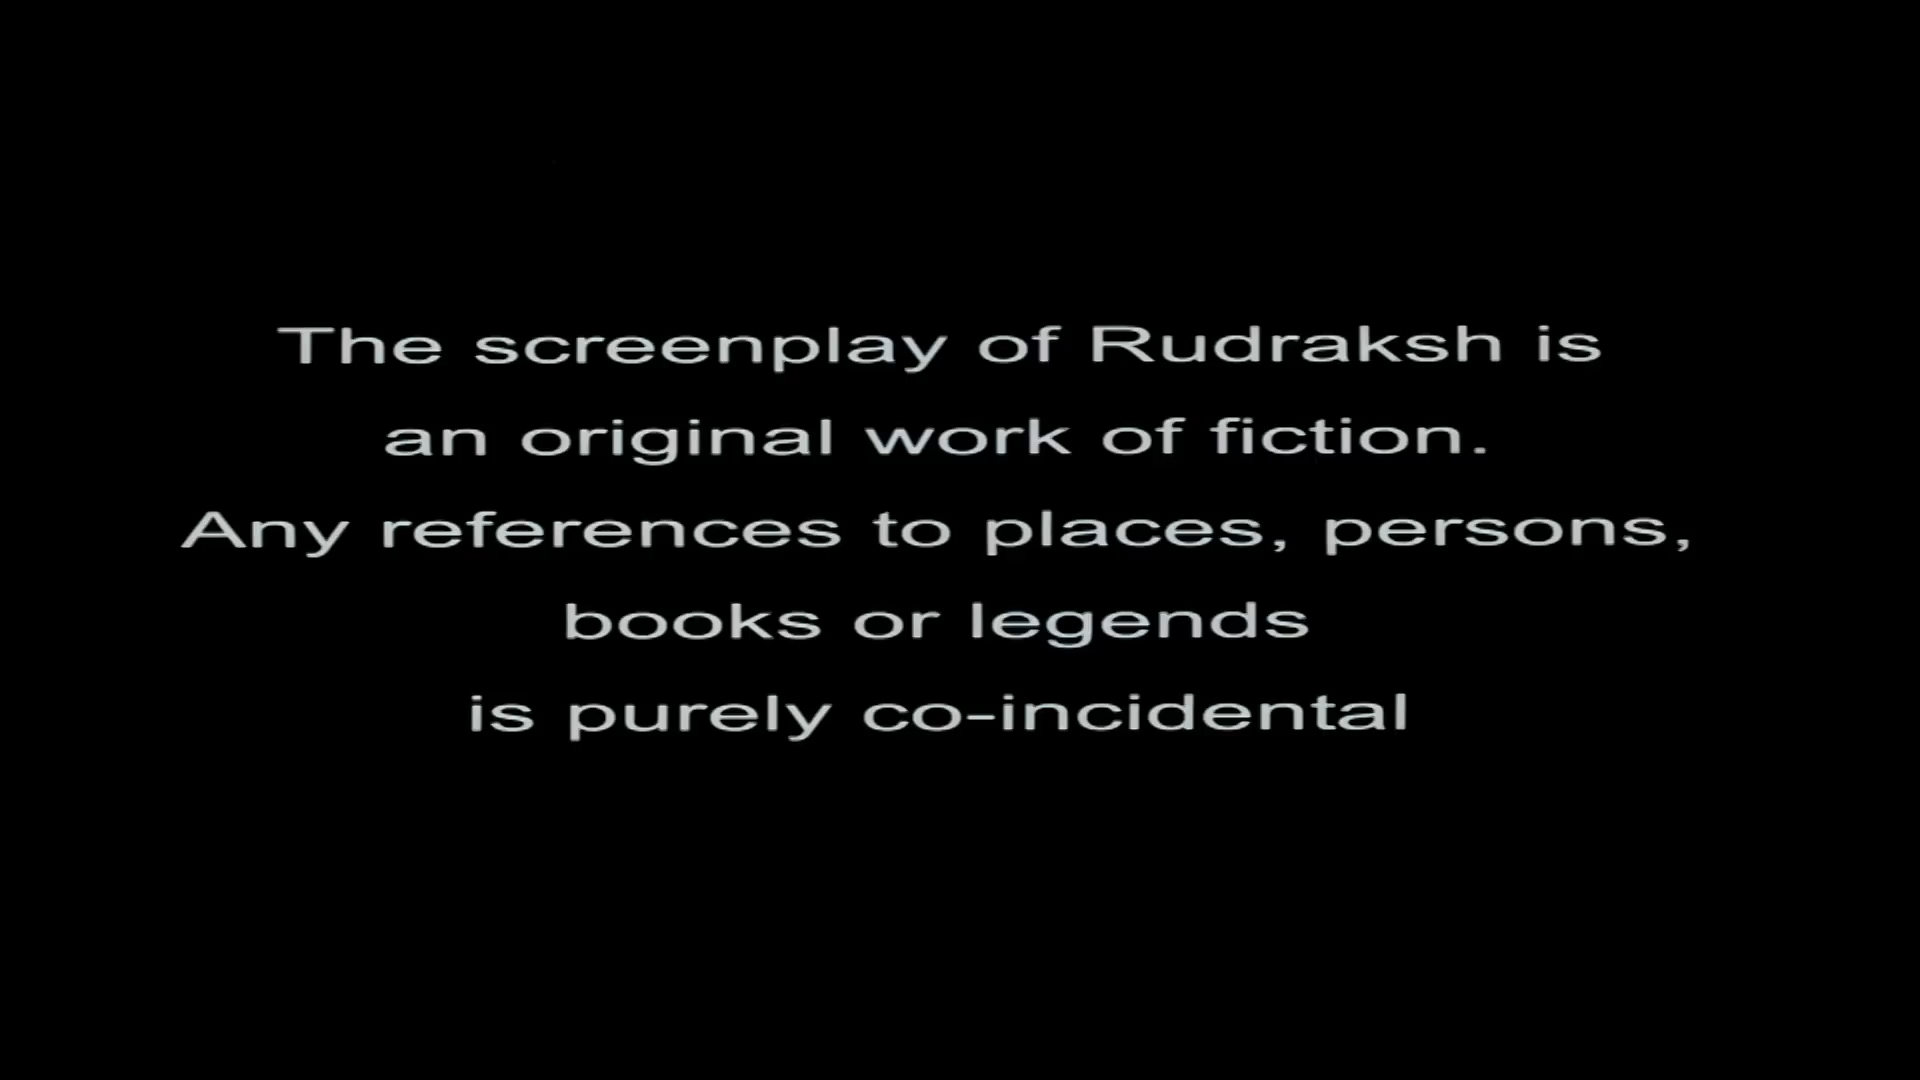 The screenplay of Rudraksh is
an original work of fiction.
Any references to places, persons,
books or legends
is purely co-incidental